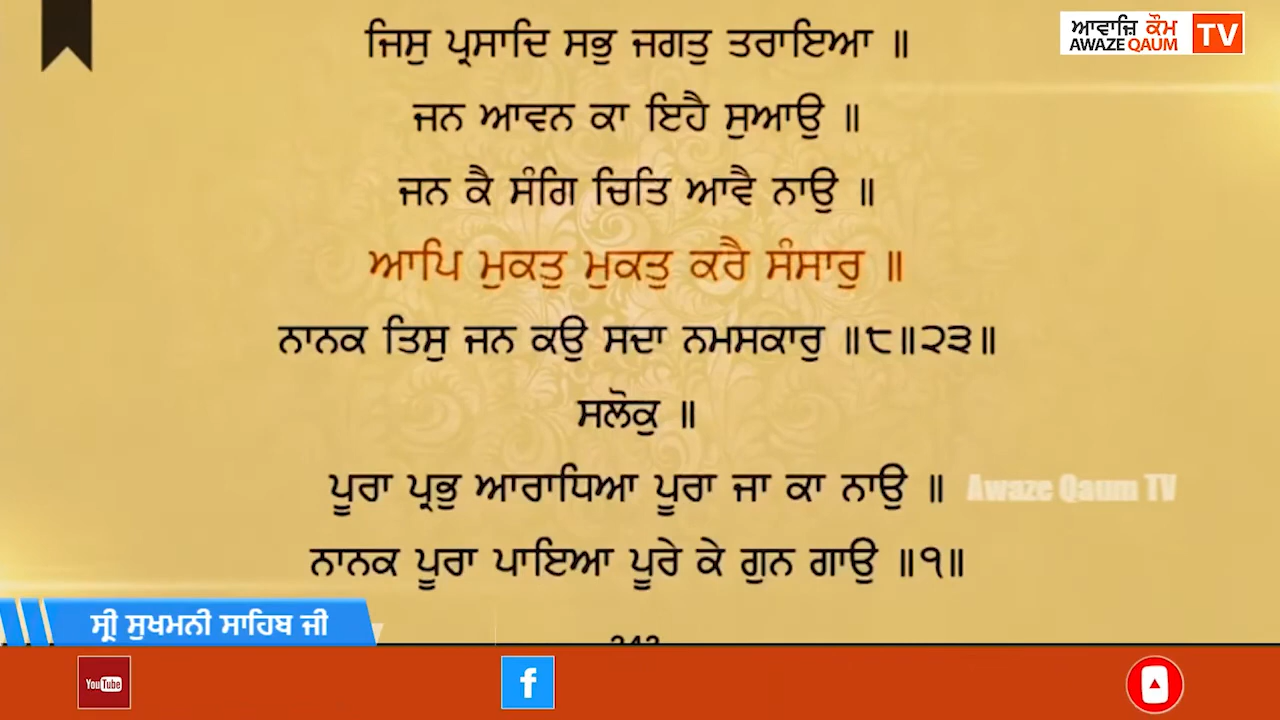 ਆਵਾਜ਼ਿ ਕੌਮ
AWAZE QAUM TV
ਜਿਸੁ ਪ੍ਰਸਾਦਿ ਸਭੁ ਜਗਤੁ ਤਰਾਇਆ ॥
ਜਨ ਆਵਨ ਕਾ ਇਹੈ ਸੁਆਉ ॥
ਜਨ ਕੈ ਸੰਗਿ ਚਿਤਿ ਆਵੈ ਨਾਉ ॥
ਆਪਿ ਮੁਕਤੁ ਮੁਕਤੁ ਕਰੈ ਸੰਸਾਰੁ ॥
ਨਾਨਕ ਤਿਸੁ ਜਨ ਕਉ ਸਦਾ ਨਮਸਕਾਰੁ ॥੮॥੨੩॥
ਸਲੋਕੁ ॥
ਪੂਰਾ ਪ੍ਰਭੁ ਆਰਾਧਿਆ ਪੂਰਾ ਜਾ ਕਾ ਨਾਉ ॥
Awaze Qaum TV
ਨਾਨਕ ਪੂਰਾ ਪਾਇਆ ਪੂਰੇ ਕੇ ਗੁਨ ਗਾਉ ॥੧॥
ਸ੍ਰੀ ਸੁਖਮਨੀ ਸਾਹਿਬ ਜੀ
YouTube
f